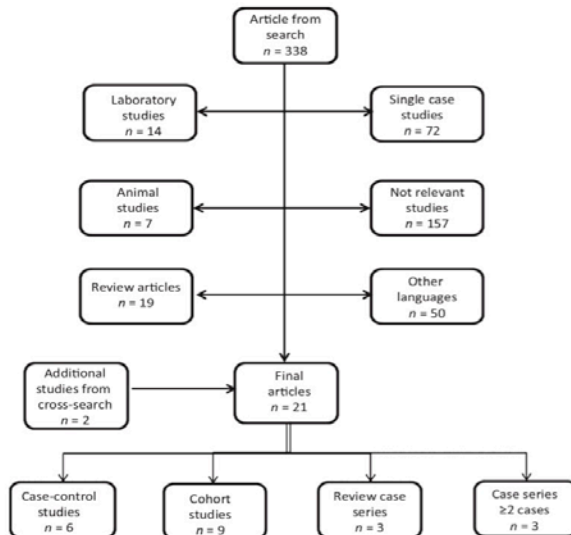 Article from
search
n = 338
Laboratory
studies
n = 14
Single case
studies
n = 72
Animal
studies
n = 7
Not relevant
studies
n = 157
Review articles
n = 19
Other
languages
n = 50
Additional
studies from
cross-search
n = 2
Final
articles
n = 21
Case-control
studies
n = 6
Cohort
studies
n = 9
Review case
series
n = 3
Case series
≥2 cases
n = 3